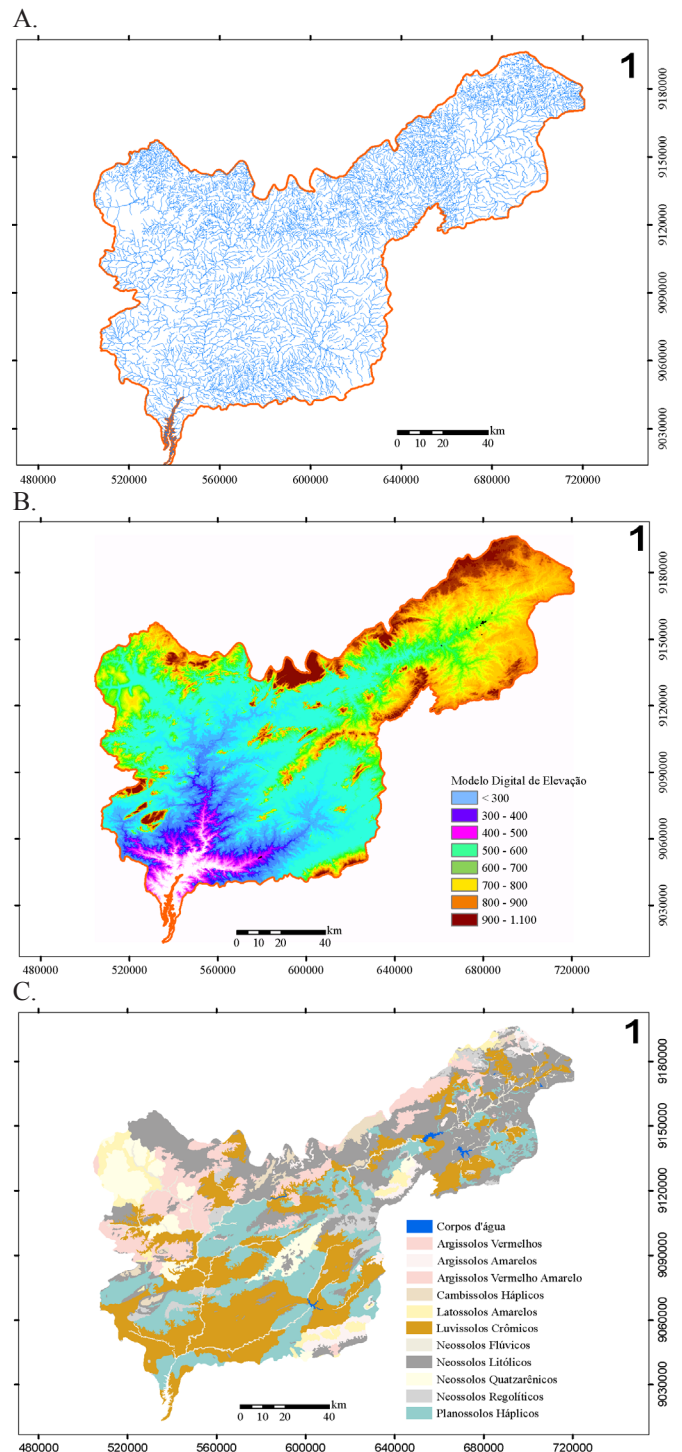 A.
1
9180000
9150000
9120000
9090000
9060000
9030000
km
0 10 20 40
480000 520000 560000 600000 640000 680000 720000
B.
1
9180000
9150000
9120000
9090000
9060000
9030000
Modelo Digital de Elevação
< 300
300 - 400
400 - 500
500 - 600
600 - 700
700 - 800
800 - 900
900 - 1.100
km
0 10 20 40
480000 520000 560000 600000 640000 680000 720000
C.
1
9180000
9150000
9120000
9090000
9060000
9030000
Corpos d'água
Argissolos Vermelhos
Argissolos Amarelos
Argissolos Vermelho Amarelo
Cambissolos Háplicos
Latossolos Amarelos
Luvissolos Crômicos
Neossolos Flúvicos
Neossolos Litólicos
Neossolos Quatzarênicos
Neossolos Regolíticos
Planossolos Háplicos
km
0 10 20 40
480000 520000 560000 600000 640000 680000 720000